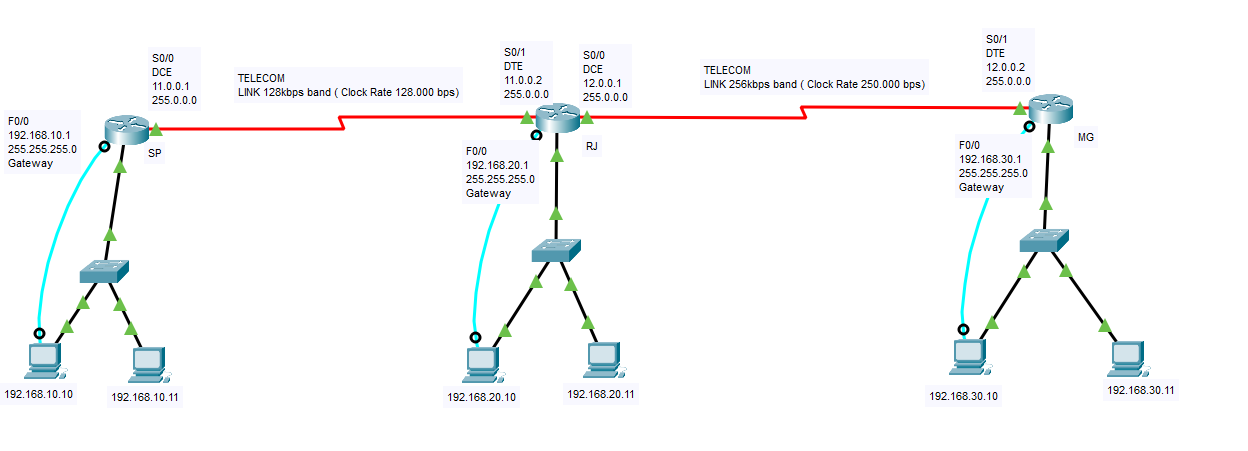 S0/0
DCE
11.0.0.1
255.0.0.0
TELECOM
LINK 128kbps band ( Clock Rate 128.000 bps)
S0/1
DTE
11.0.0.2
255.0.0.0
S0/0
DCE
12.0.0.1
255.0.0.0
TELECOM
LINK 256kbps band ( Clock Rate 250.000 bps)
S0/1
DTE
12.0.0.2
255.0.0.0
F0/0
192.168.10.1
255.255.255.0
Gateway
SP
F0/0
192.168.20.1
255.255.255.0
Gateway
RJ
F0/0
192.168.30.1
255.255.255.0
Gateway
MG
192.168.10.10
192.168.10.11
192.168.20.10
192.168.20.11
192.168.30.10
192.168.30.11